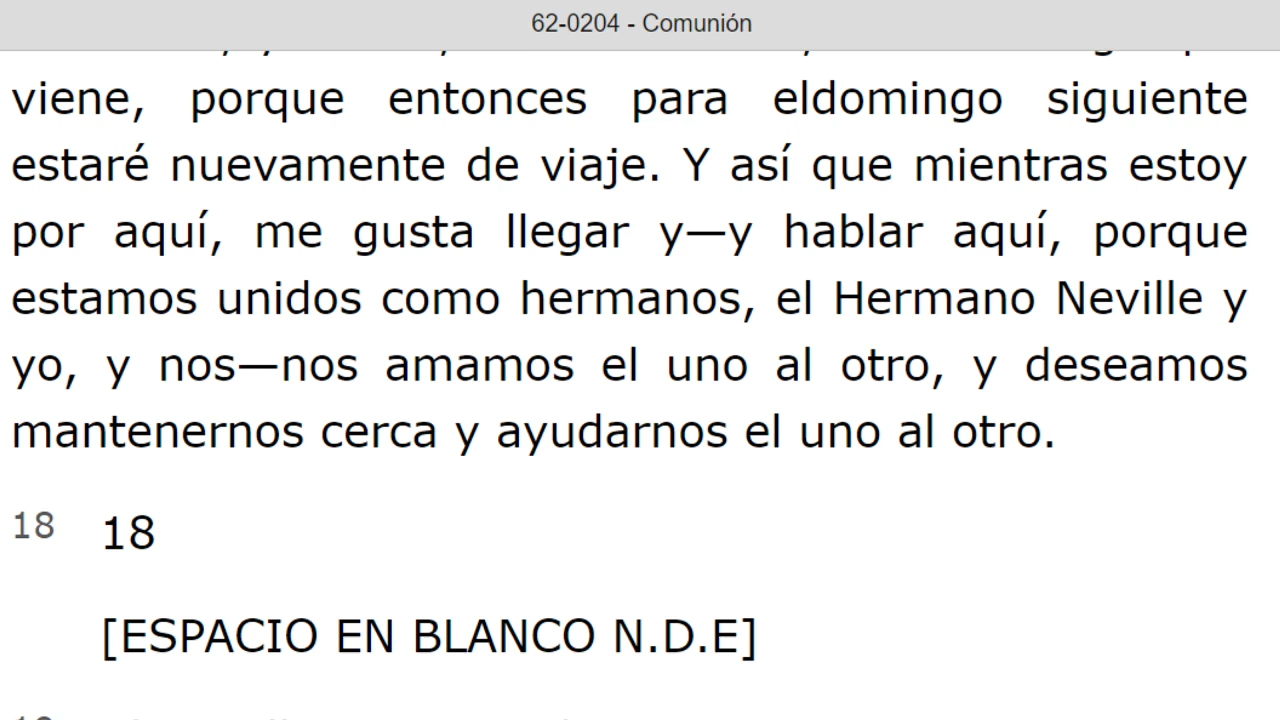 62-0204 - Comunión
viene, porque entonces para eldomingo siguiente
estaré nuevamente de viaje. Y así que mientras estoy
por aquí, me gusta llegar y—y hablar aquí, porque
estamos unidos como hermanos, el Hermano Neville y
yo, y nos—nos amamos el uno al otro, y deseamos
mantenernos cerca y ayudarnos el uno al otro.
18 18
[ESPACIO EN BLANCO N.D.E]